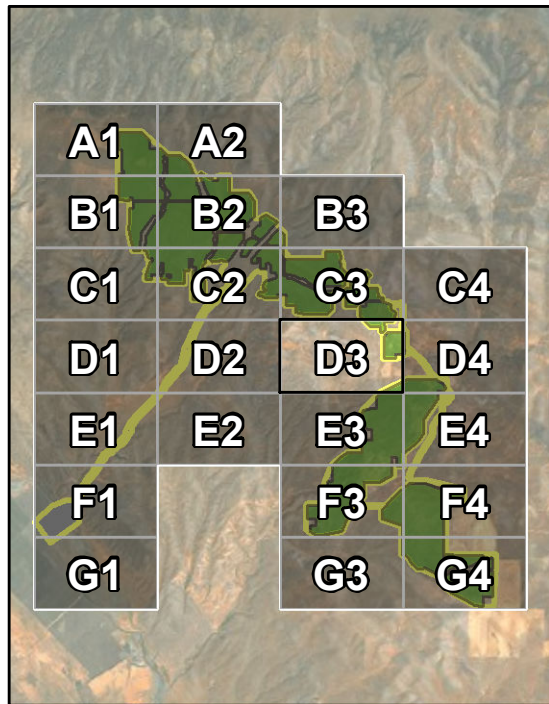 A1 A2
B1 B2 B3
C1 C2 C3 C4
D1 D2 D3 D4
E1 E2 E3 E4
F1 F3 F4
G1 G3 G4